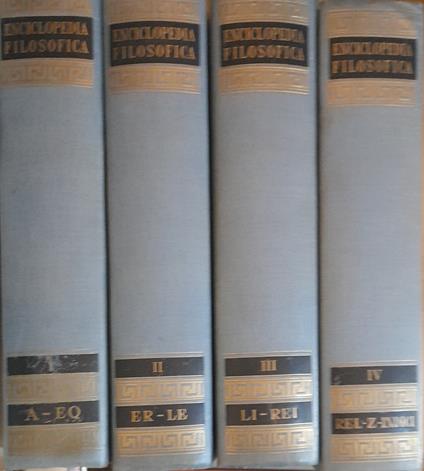 ENCICLOPEDIA
FILOSOFICA
I
A-EQ
ENCICLOPEDIA
FILOSOFICA
II
ER-LE
ENCICLOPEDIA
FILOSOFICA
III
LI-REI
ENCICLOPEDIA
FILOSOFICA
IV
REL-Z-INDICI